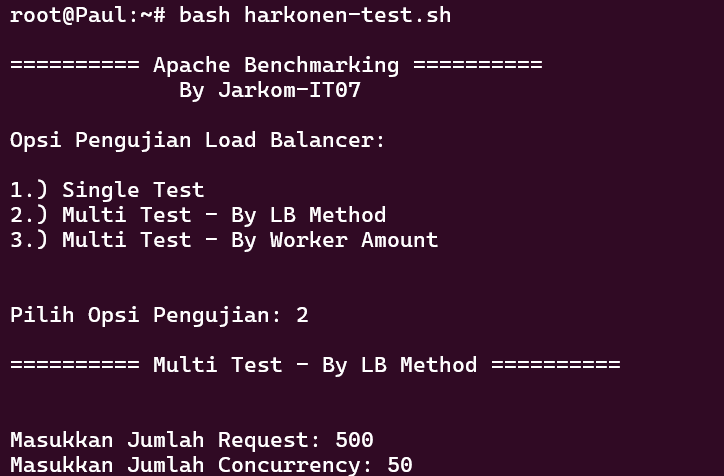 root@Paul:~# bash harkonen-test.sh
========== Apache Benchmarking ==========
By Jarkom-IT07
Opsi Pengujian Load Balancer:
1.) Single Test
2.) Multi Test - By LB Method
3.) Multi Test - By Worker Amount
Pilih Opsi Pengujian: 2
========== Multi Test - By LB Method ==========
Masukkan Jumlah Request: 500
Masukkan Jumlah Concurrency: 50